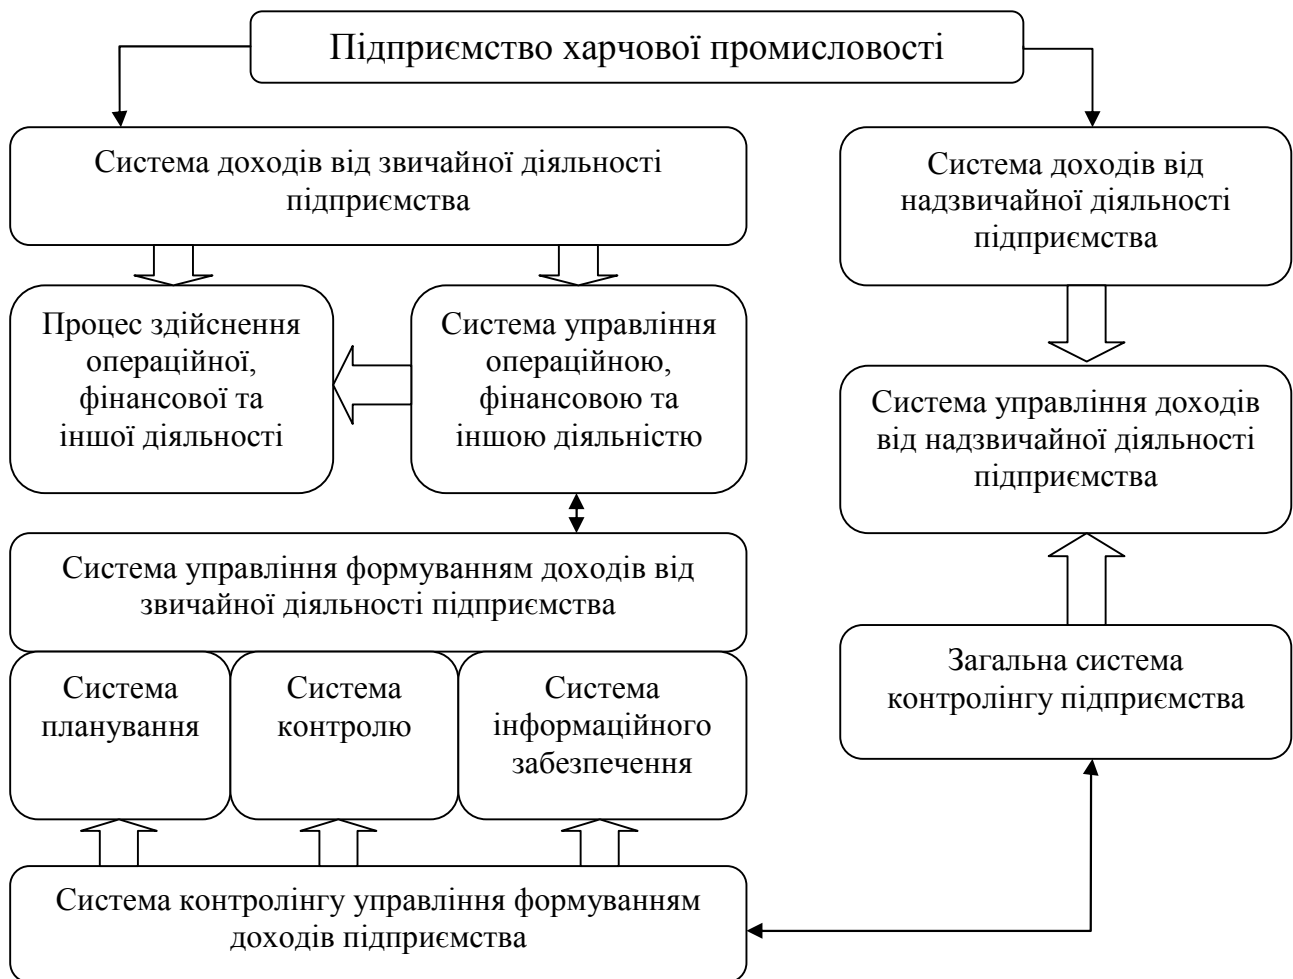 Підприємство харчової промисловості
Система доходів від звичайної діяльності
підприємства
Система доходів від
надзвичайної діяльності
підприємства
Процес здійснення
операційної,
фінансової та
іншої діяльності
Система управління
операційною,
фінансовою та
іншою діяльністю
Система управління доходів
від надзвичайної діяльності
підприємства
Система управління формуванням доходів від
звичайної діяльності підприємства
Система
планування
Система
контролю
Система
інформаційного
забезпечення
Загальна система
контролінгу підприємства
Система контролінгу управління формуванням
доходів підприємства